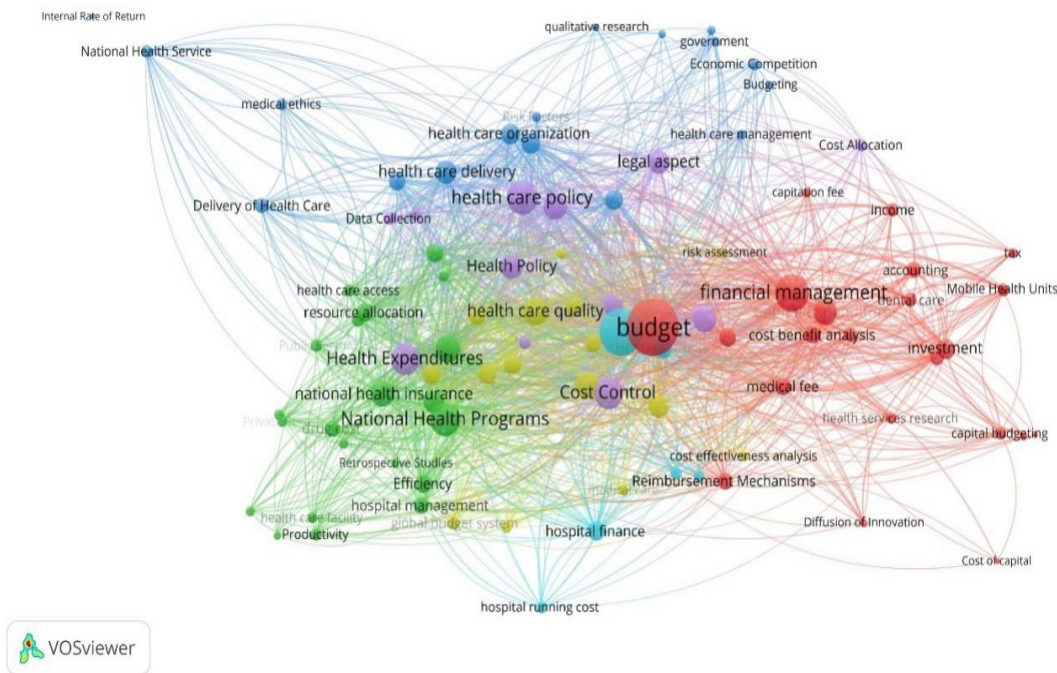 Internal Rate of Return
qualitative research
government
National Health Service
Economic Competition
Budgeting
medical ethics
Risk Factors
health care organization
health care management
Cost Allocation
legal aspect
health care delivery
capitation fee
health care policy
Delivery of Health Care
income
Data Collection
risk assessment
tax
Health Policy
accounting
health care access
financial management
Mobile Health Units
dental care
resource allocation
health care quality
budget
cost benefit analysis
investment
Health Expenditures
medical fee
national health insurance
Cost Control
National Health Programs
health services research
capital budgeting
Retrospective Studies
cost effectiveness analysis
Efficiency
Reimbursement Mechanisms
hospital management
health care facility
global budget system
Diffusion of Innovation
Productivity
hospital finance
Cost of capital
hospital running cost
VOSviewer